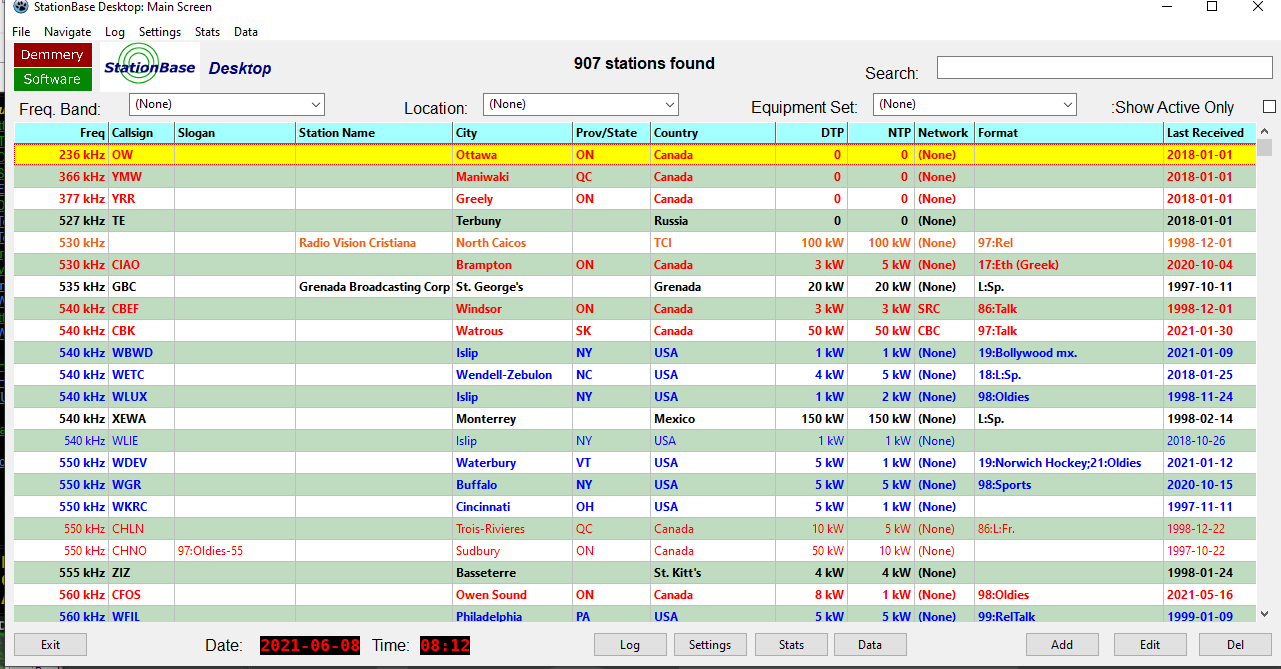 StationBase Desktop: Main Screen
File Navigate Log Settings Stats Data
Demmery
Software
StationBase Desktop
907 stations found
Search:
Freq. Band: (None) Location: (None) Equipment Set: (None) :Show Active Only
Freq Callsign Slogan Station Name City Prov/State Country DTP NTP Network Format Last Received
236 kHz OW Ottawa ON Canada 0 0 (None) 2018-01-01
366 kHz YMW Maniwaki QC Canada 0 0 (None) 2018-01-01
377 kHz YRR Greely ON Canada 0 0 (None) 2018-01-01
527 kHz TE Terbuny Russia 0 0 (None) 2018-01-01
530 kHz Radio Vision Cristiana North Caicos TCI 100 kW 100 kW (None) 97:Rel 1998-12-01
530 kHz CIAO Brampton ON Canada 3 kW 5 kW (None) 17:Eth (Greek) 2020-10-04
535 kHz GBC Grenada Broadcasting Corp St. George's Grenada 20 kW 20 kW (None) L:Sp. 1997-10-11
540 kHz CBEF Windsor ON Canada 3 kW 3 kW SRC 86:Talk 1998-12-01
540 kHz CBK Watrous SK Canada 50 kW 50 kW CBC 97:Talk 2021-01-30
540 kHz WBWD Islip NY USA 1 kW 1 kW (None) 19:Bollywood mx. 2021-01-09
540 kHz WETC Wendell-Zebulon NC USA 4 kW 5 kW (None) 18:L:Sp. 2018-01-25
540 kHz WLUX Islip NY USA 1 kW 2 kW (None) 98:Oldies 1998-11-24
540 kHz XEWA Monterrey Mexico 150 kW 150 kW (None) L:Sp. 1998-02-14
540 kHz WLIE Islip NY USA 1 kW 1 kW (None) 2018-10-26
550 kHz WDEV Waterbury VT USA 5 kW 1 kW (None) 19:Norwich Hockey;21:Oldies 2021-01-12
550 kHz WGR Buffalo NY USA 5 kW 5 kW (None) 98:Sports 2020-10-15
550 kHz WKRC Cincinnati OH USA 5 kW 1 kW (None) 1997-11-11
550 kHz CHLN Trois-Rivieres QC Canada 10 kW 5 kW (None) 86:L:Fr. 1998-12-22
550 kHz CHNO 97:Oldies-55 Sudbury ON Canada 50 kW 10 kW (None) 1997-10-22
555 kHz ZIZ Basseterre St. Kitt's 4 kW 4 kW (None) 1998-01-24
560 kHz CFOS Owen Sound ON Canada 8 kW 1 kW (None) 98:Oldies 2021-05-16
560 kHz WFIL Philadelphia PA USA 5 kW 5 kW (None) 99:RelTalk 1999-01-09
Exit Date: 2021-06-08 Time: 08:12 Log Settings Stats Data Add Edit Del